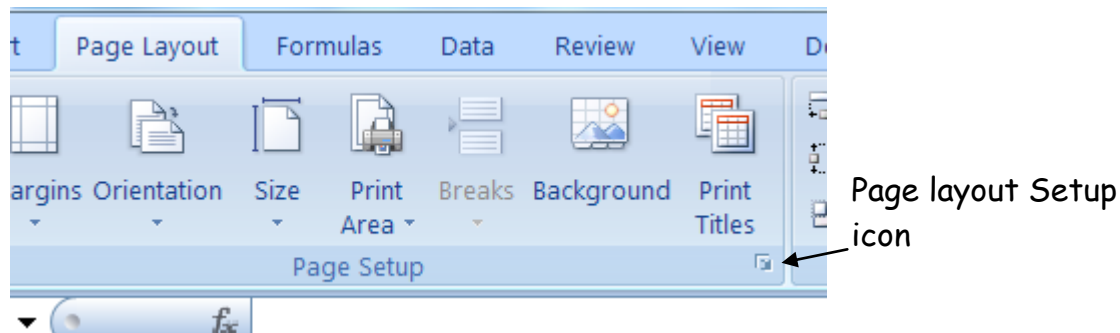 t Page Layout Formulas Data Review View D
argins Orientation Size Print Breaks Background Print
Area Titles
Page Setup
fx
Page layout Setup
icon